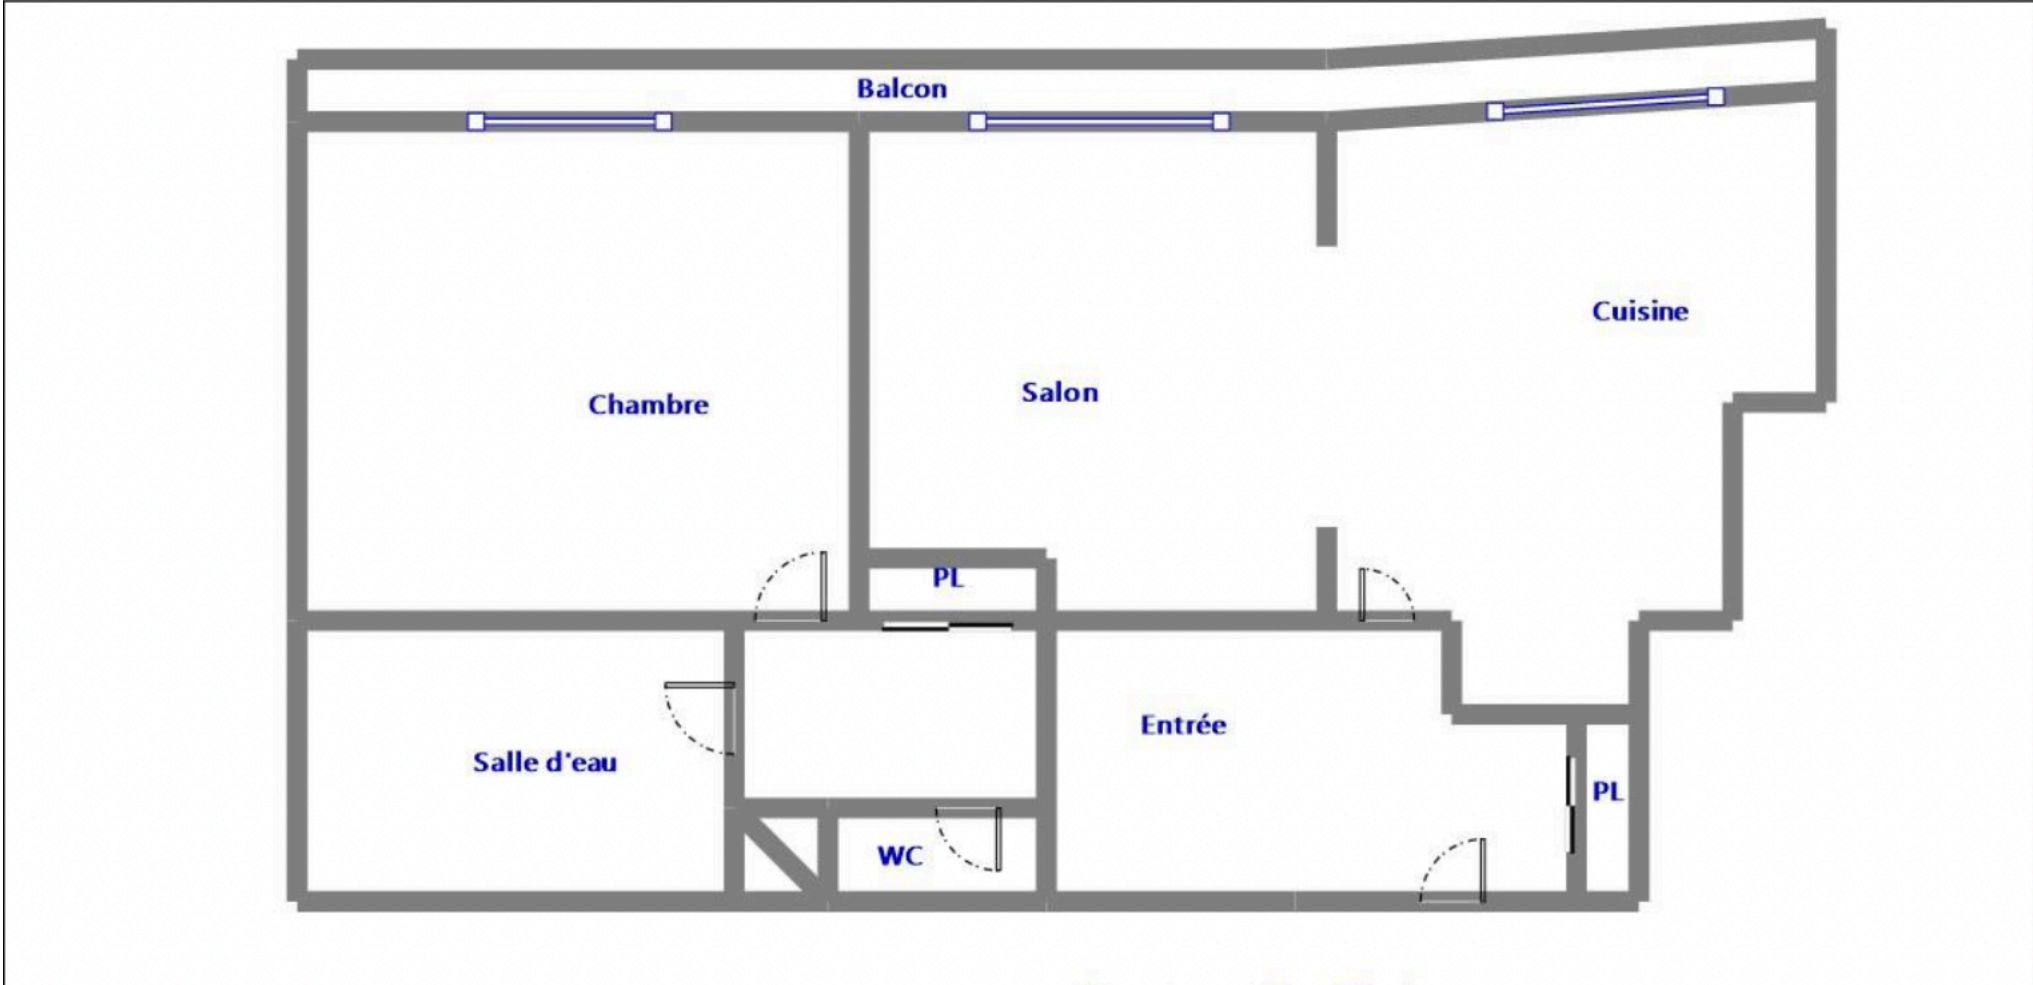 Balcon
Cuisine
Salon
Chambre
PL
Entrée
Salle d'eau
PL
WC